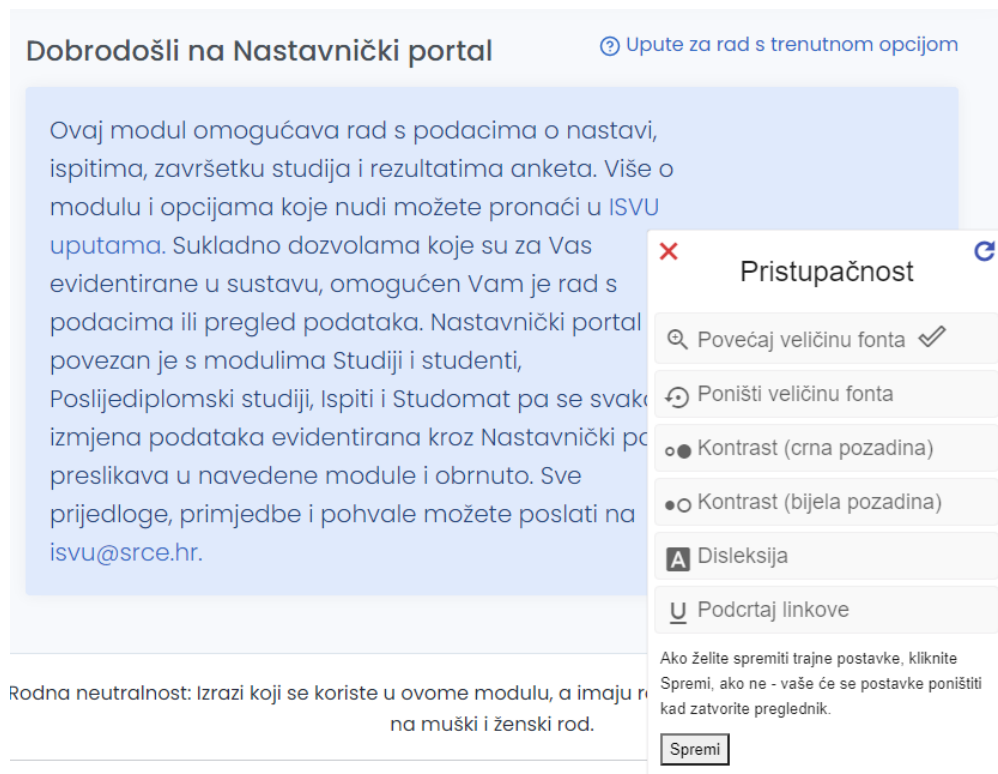 Dobrodošli na Nastavnički portal
Upute za rad s trenutnom opcijom
Ovaj modul omogućava rad s podacima o nastavi,
ispitima, završetku studija i rezultatima anketa. Više o
modulu i opcijama koje nudi možete pronaći u ISVU
uputama. Sukladno dozvolama koje su za Vas
evidentirane u sustavu, omogućen Vam je rad s
podacima ili pregled podataka. Nastavnički portal
povezan je s modulima Studiji i studenti,
Poslijediplomski studiji, Ispiti i Studomat pa se
izmjena podataka evidentirana kroz Nastavnički
preslikava u navedene module i obrnuto. Sve
prijedloge, primjedbe i pohvale možete poslati na
isvu@srce.hr.
Pristupačnost
Povećaj veličinu fonta
Poništi veličinu fonta
Kontrast (crna pozadina)
Kontrast (bijela pozadina)
A Disleksija
U Podcrtaj linkove
Ako želite spremiti trajne postavke, kliknite
Spremi, ako ne - vaše će se postavke poništiti
kad zatvorite preglednik.
Spremi
Rodna neutralnost: Izrazi koji se koriste u ovome modulu, a imaju
na muški i ženski rod.